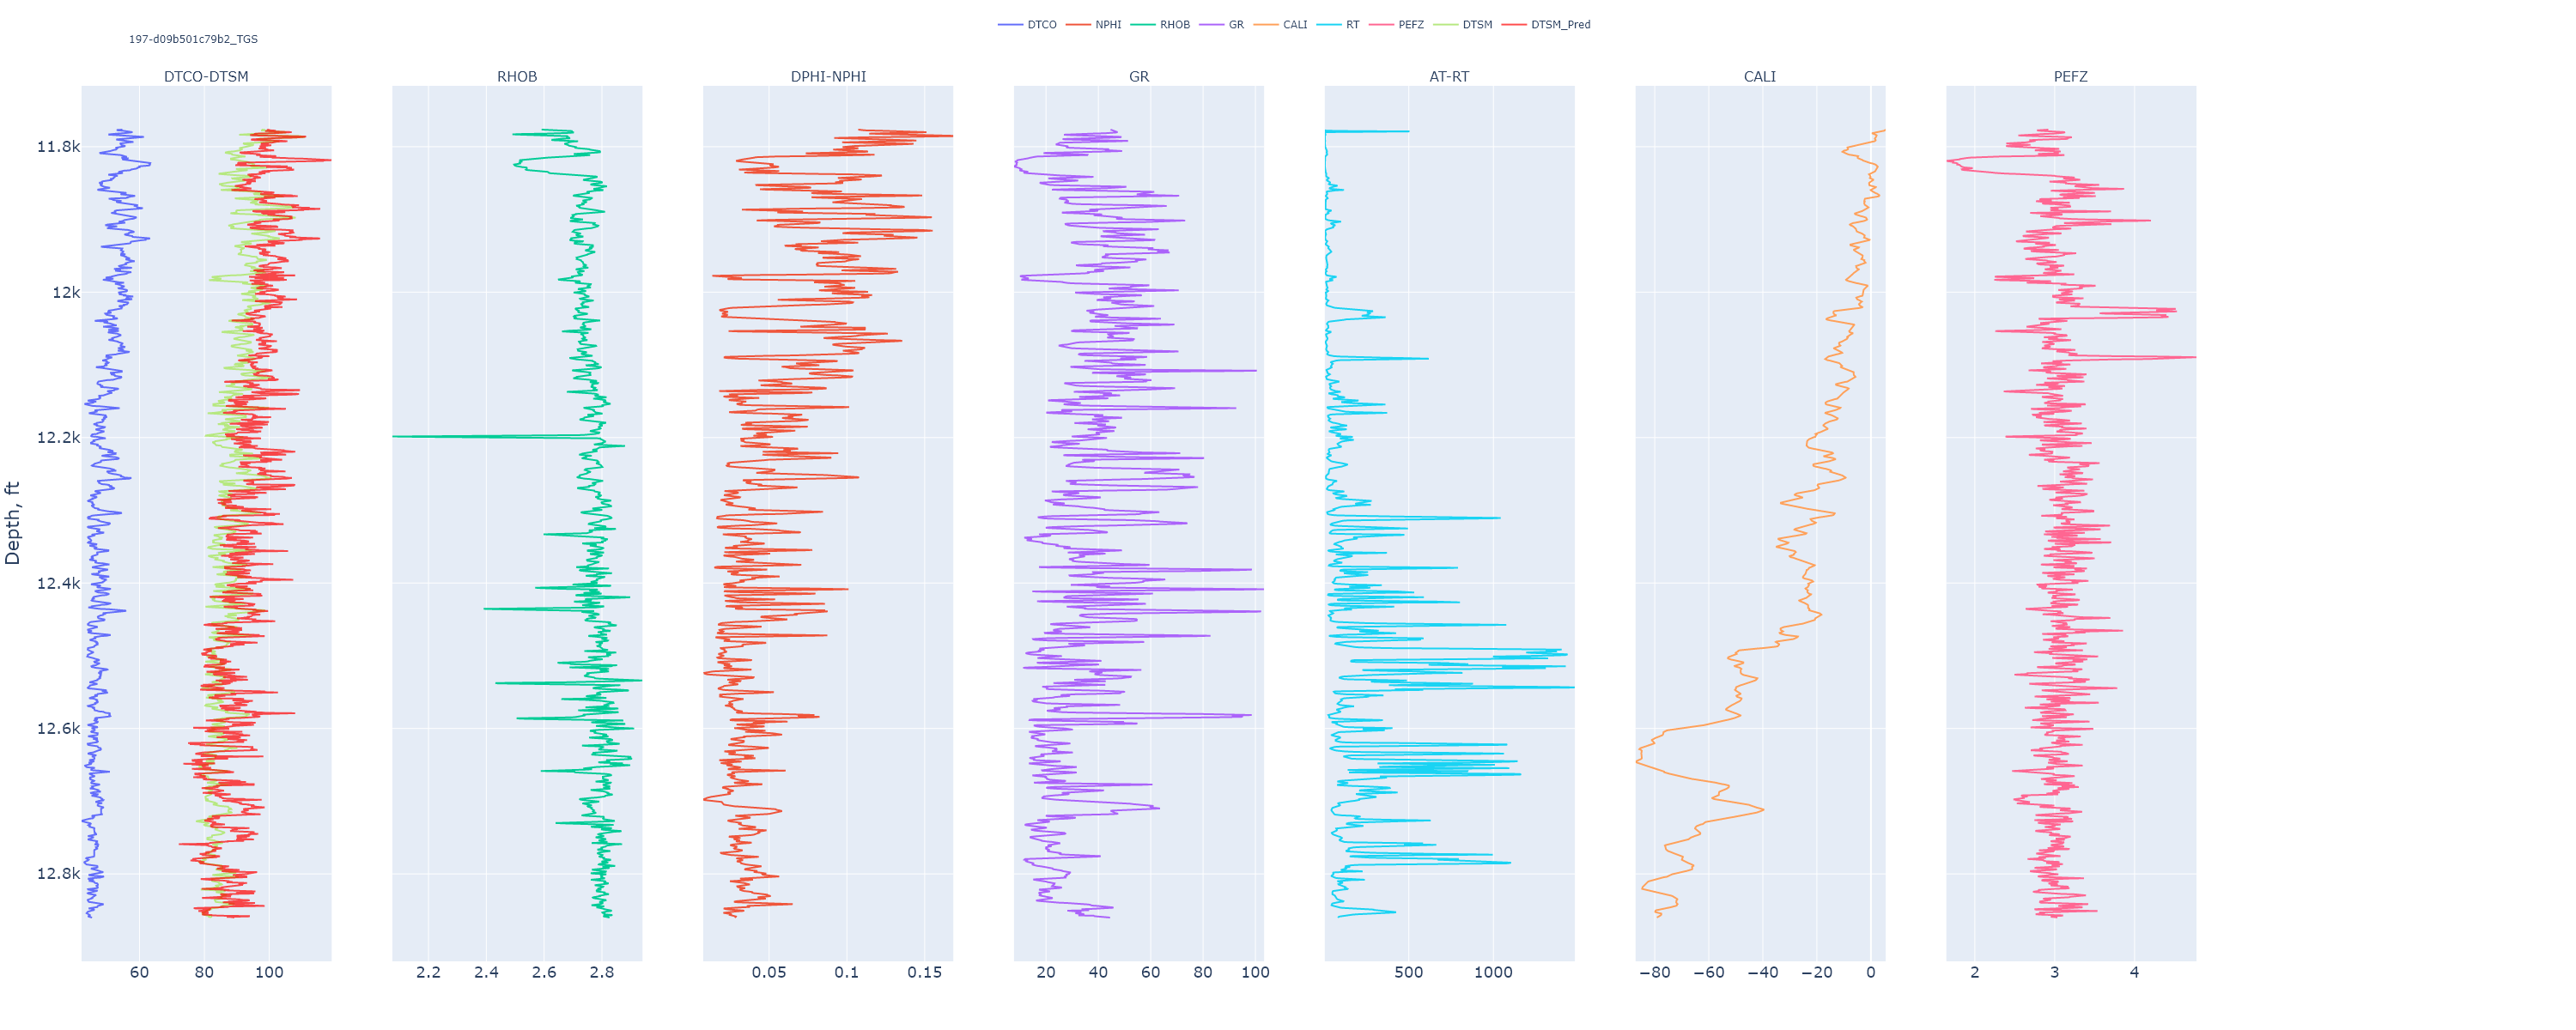 DTCO NPHI RHOB GR CALI RT PEFZ DTSM DTSM_Pred
197-d09b501c79b2_TGS
DTCO-DTSM RHOB DPHI-NPHI GR AT-RT CALI PEFZ
Depth, ft
11.8k
12k
12.2k
12.4k
12.6k
12.8k
60 80 100 2.2 2.4 2.6 2.8 0.05 0.1 0.15 20 40 60 80 100 500 1000 −80 −60 −40 −20 0 2 3 4